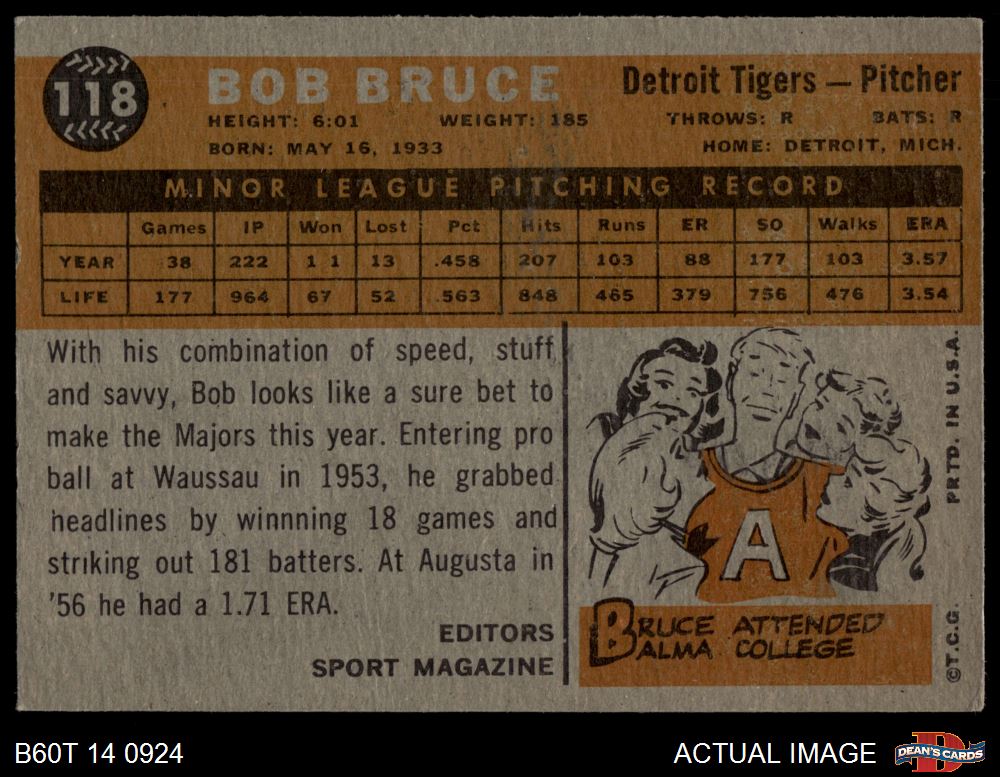 118
BOB BRUCE
Detroit Tigers — Pitcher
HEIGHT: 6:01 WEIGHT: 185 THROWS: R BATS: R
BORN: MAY 16, 1933 HOME: DETROIT, MICH.
MINOR LEAGUE PITCHING RECORD
Games IP Won Lost Pct Hits Runs ER SO Walks ERA
YEAR 38 222 1 1 13 .458 207 103 88 177 103 3.57
LIFE 177 964 67 52 .563 848 465 379 756 476 3.54
With his combination of speed, stuff
and savvy, Bob looks like a sure bet to
make the Majors this year. Entering pro
ball at Waussau in 1953, he grabbed
headlines by winnning 18 games and
striking out 181 batters. At Augusta in
'56 he had a 1.71 ERA.
EDITORS
SPORT MAGAZINE
A
BRUCE ATTENDED
ALMA COLLEGE
©T.C.G. PRTD. IN U.S.A.
B60T 14 0924
ACTUAL IMAGE
D
DEAN'S CARDS